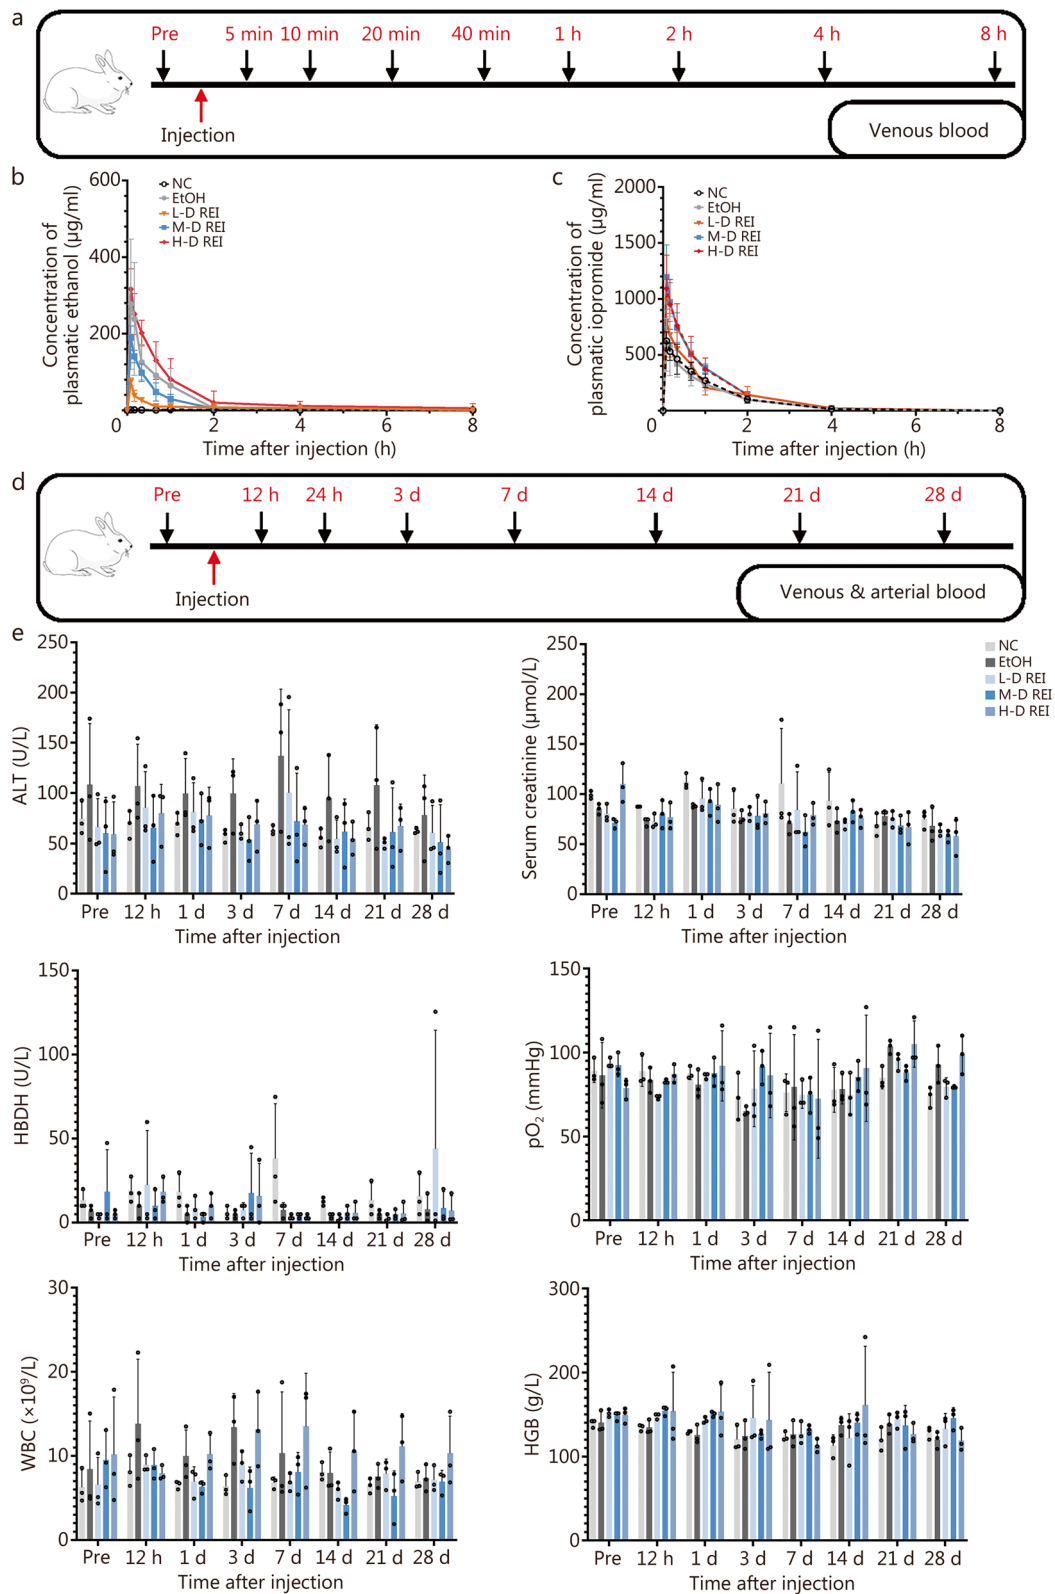 a
Pre 5 min 10 min 20 min 40 min 1 h 2 h 4 h 8 h
Injection
Venous blood
b
Concentration of
plasmatic ethanol (μg/ml)
600
400
200
0
0 2 4 6 8
Time after injection (h)
NC
EtOH
L-D REI
M-D REI
H-D REI
c
Concentration of
plasmatic iopromide (μg/ml)
2000
1500
1000
500
0
2 4 6 8
Time after injection (h)
NC
EtOH
L-D REI
M-D REI
H-D REI
d
Pre 12 h 24 h 3 d 7 d 14 d 21 d 28 d
Injection
Venous & arterial blood
e
ALT (U/L)
250
200
150
100
50
0
Pre 12 h 1 d 3 d 7 d 14 d 21 d 28 d
Time after injection
Serum creatinine (μmol/L)
250
200
150
100
50
0
Pre 12 h 1 d 3 d 7 d 14 d 21 d 28 d
Time after injection
NC
EtOH
L-D REI
M-D REI
H-D REI
HBDH (U/L)
150
100
50
0
Pre 12 h 1 d 3 d 7 d 14 d 21 d 28 d
Time after injection
pO₂ (mmHg)
150
100
50
0
Pre 12 h 1 d 3 d 7 d 14 d 21 d 28 d
Time after injection
WBC (×10⁹/L)
30
20
10
0
Pre 12 h 1 d 3 d 7 d 14 d 21 d 28 d
Time after injection
HGB (g/L)
300
200
100
0
Pre 12 h 1 d 3 d 7 d 14 d 21 d 28 d
Time after injection